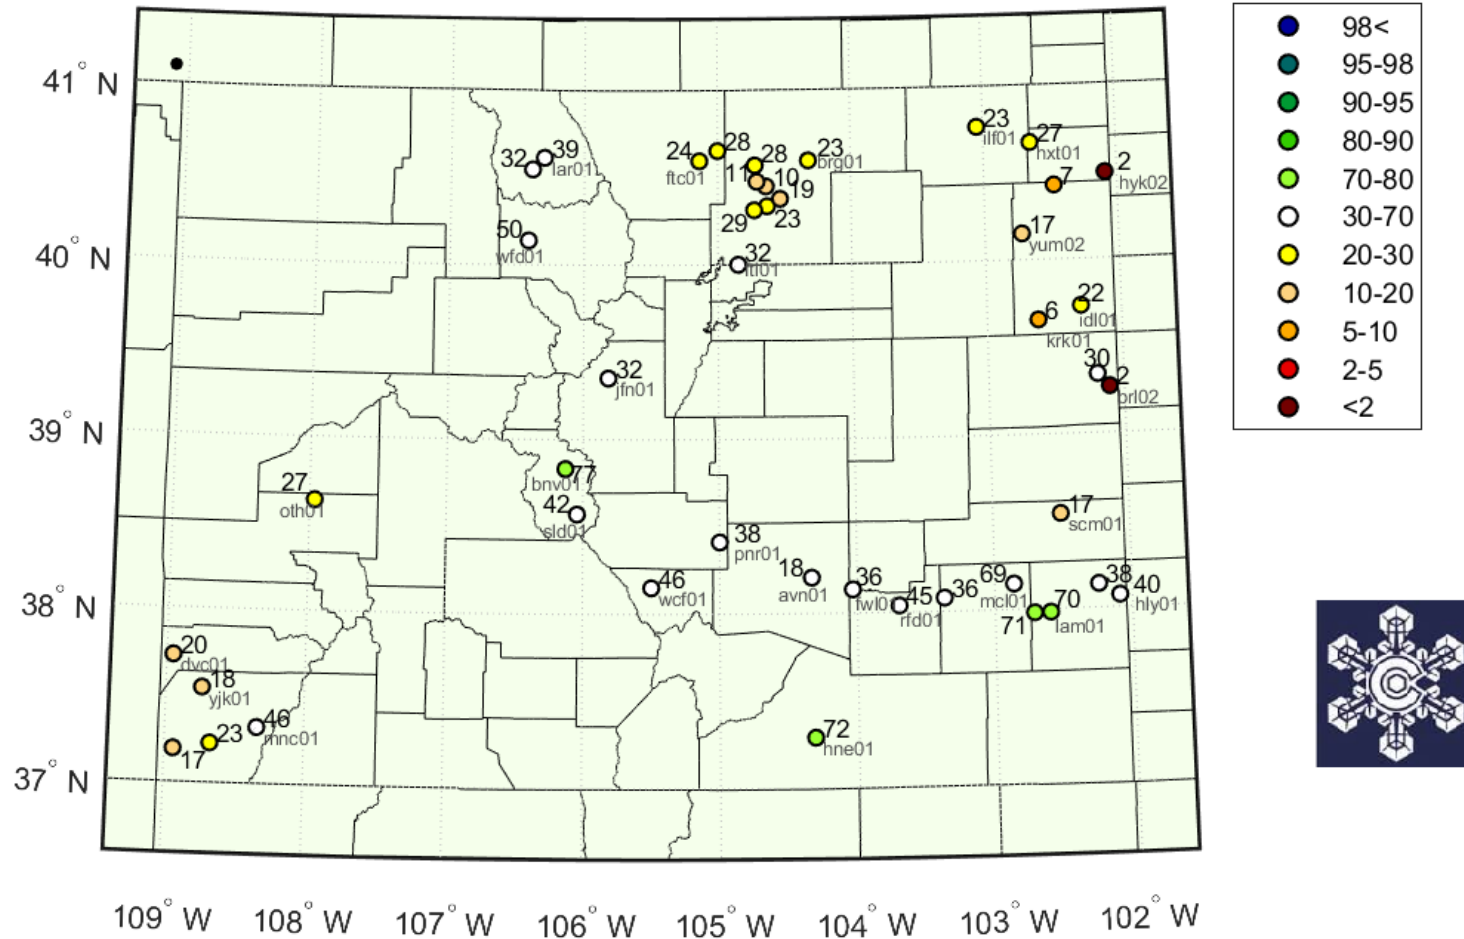 98<
95-98
90-95
80-90
70-80
30-70
20-30
10-20
5-10
2-5
<2
41° N
40° N
39° N
38° N
37° N
109° W
108° W
107° W
106° W
105° W
104° W
103° W
102° W
23
ilf01
27
hxt01
2
hyk02
7
39
32
lar01
24
ftc01
28
28
23
brg01
11
10
19
29
23
50
wfd01
17
yum02
32
ftl01
22
idl01
6
krk01
30
2
brl02
32
jfn01
77
bnv01
27
oth01
42
sld01
17
scm01
38
pnr01
46
wcf01
18
avn01
36
fwl01
45
rfd01
36
69
mcl01
71
70
lam01
38
40
hly01
20
dvc01
18
yjk01
46
mnc01
23
17
72
hne01